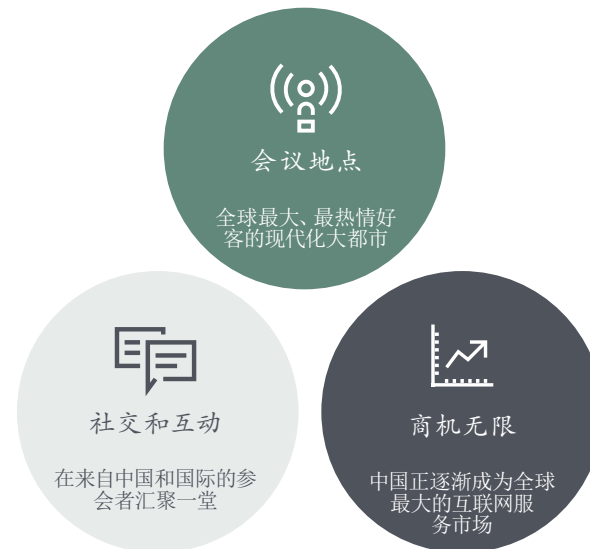 会议地点
全球最大、最热情好
客的现代化大都市
社交和互动
在来自中国和国际的参
会者汇聚一堂
商机无限
中国正逐渐成为全球
最大的互联网服
务市场